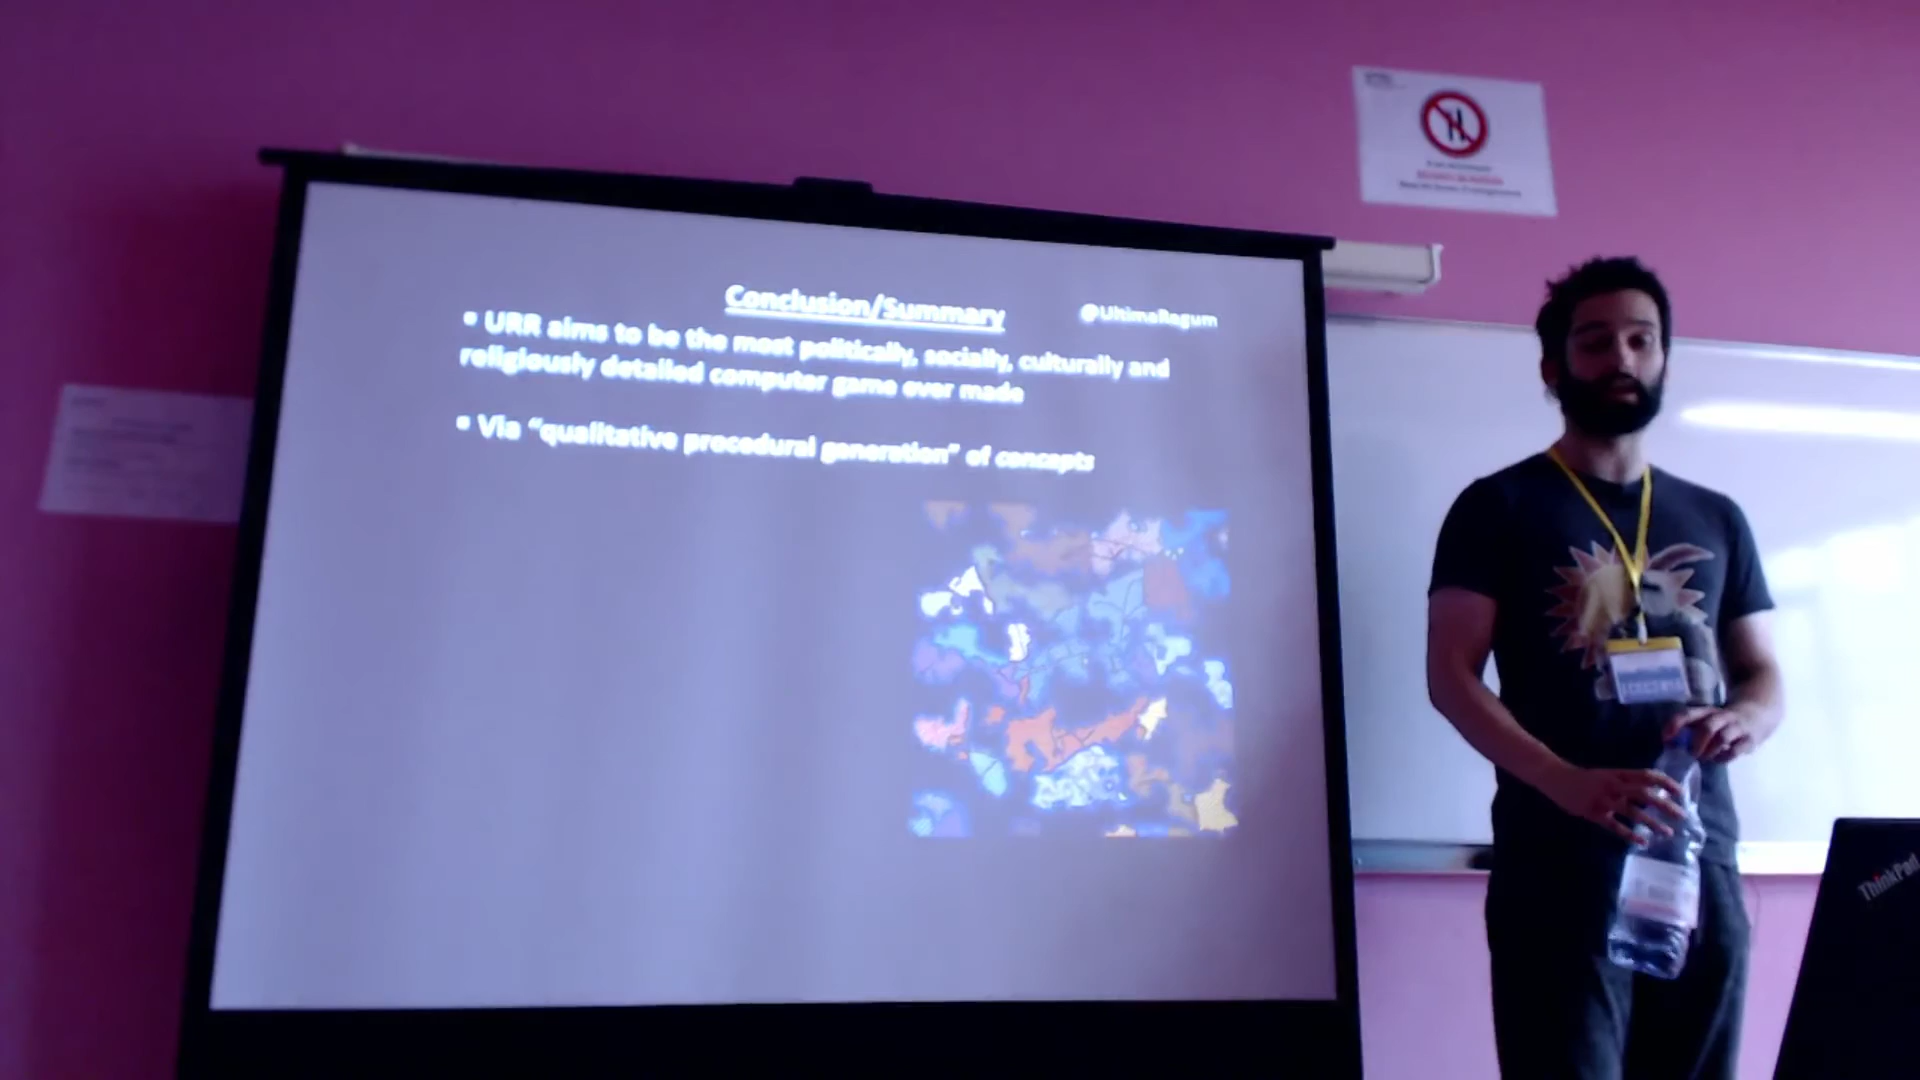 Conclusion/Summary
@UltimaRegum
▪ URR aims to be the most politically, socially, culturally and
religiously detailed computer game ever made
▪ Via “qualitative procedural generation” of concepts
ThinkPad